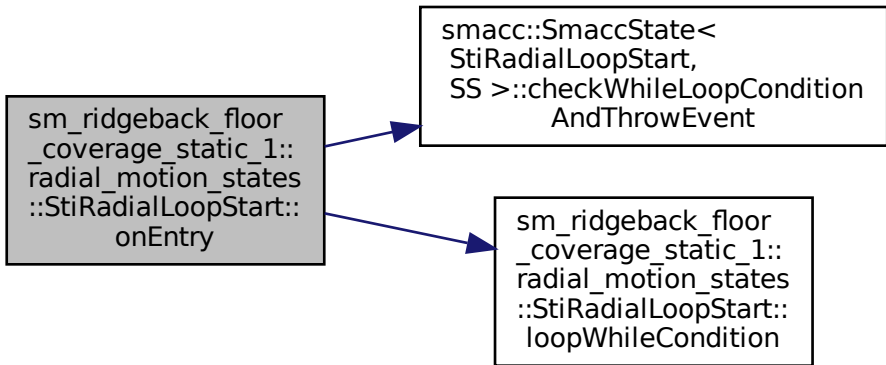 sm_ridgeback_floor
_coverage_static_1::
radial_motion_states
::StiRadialLoopStart::
onEntry
smacc::SmaccState<
StiRadialLoopStart,
SS >::checkWhileLoopCondition
AndThrowEvent
sm_ridgeback_floor
_coverage_static_1::
radial_motion_states
::StiRadialLoopStart::
loopWhileCondition